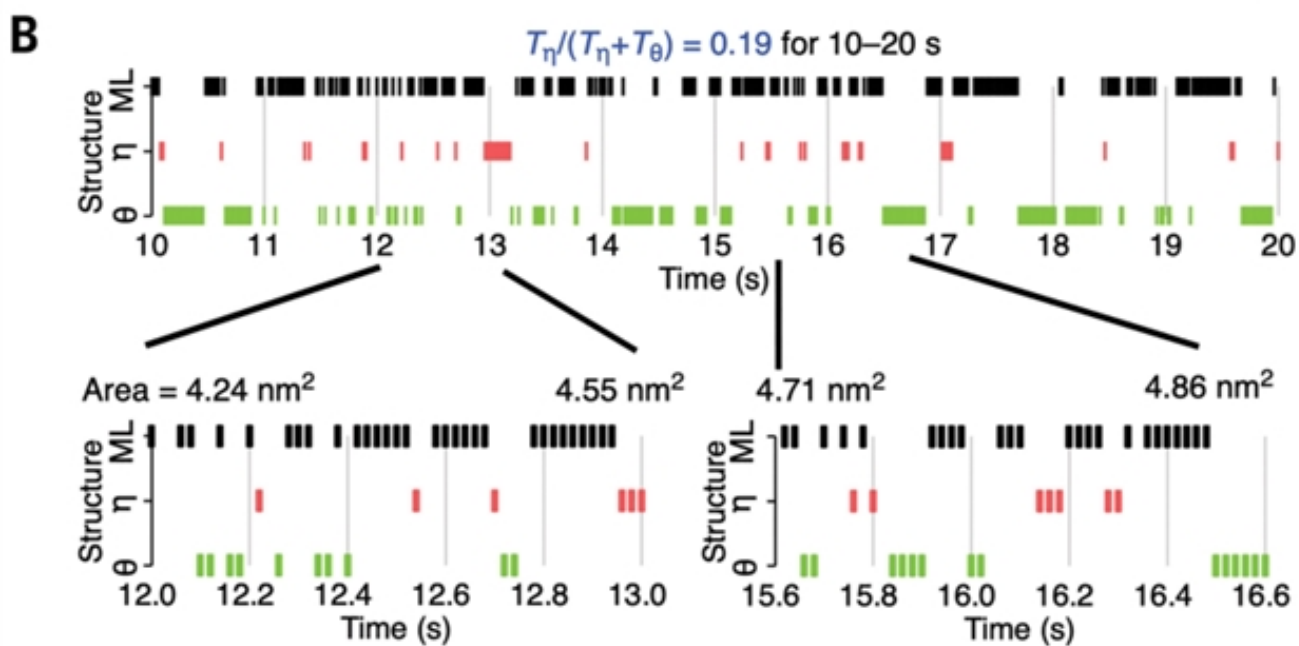 B
Tη/(Tη+Tθ) = 0.19 for 10–20 s
Structure
ML
η
θ
10 11 12 13 14 15 16 17 18 19 20
Time (s)
Area = 4.24 nm² 4.55 nm² 4.71 nm² 4.86 nm²
Structure
ML
η
θ
12.0 12.2 12.4 12.6 12.8 13.0
Time (s)
Structure
ML
η
θ
15.6 15.8 16.0 16.2 16.4 16.6
Time (s)